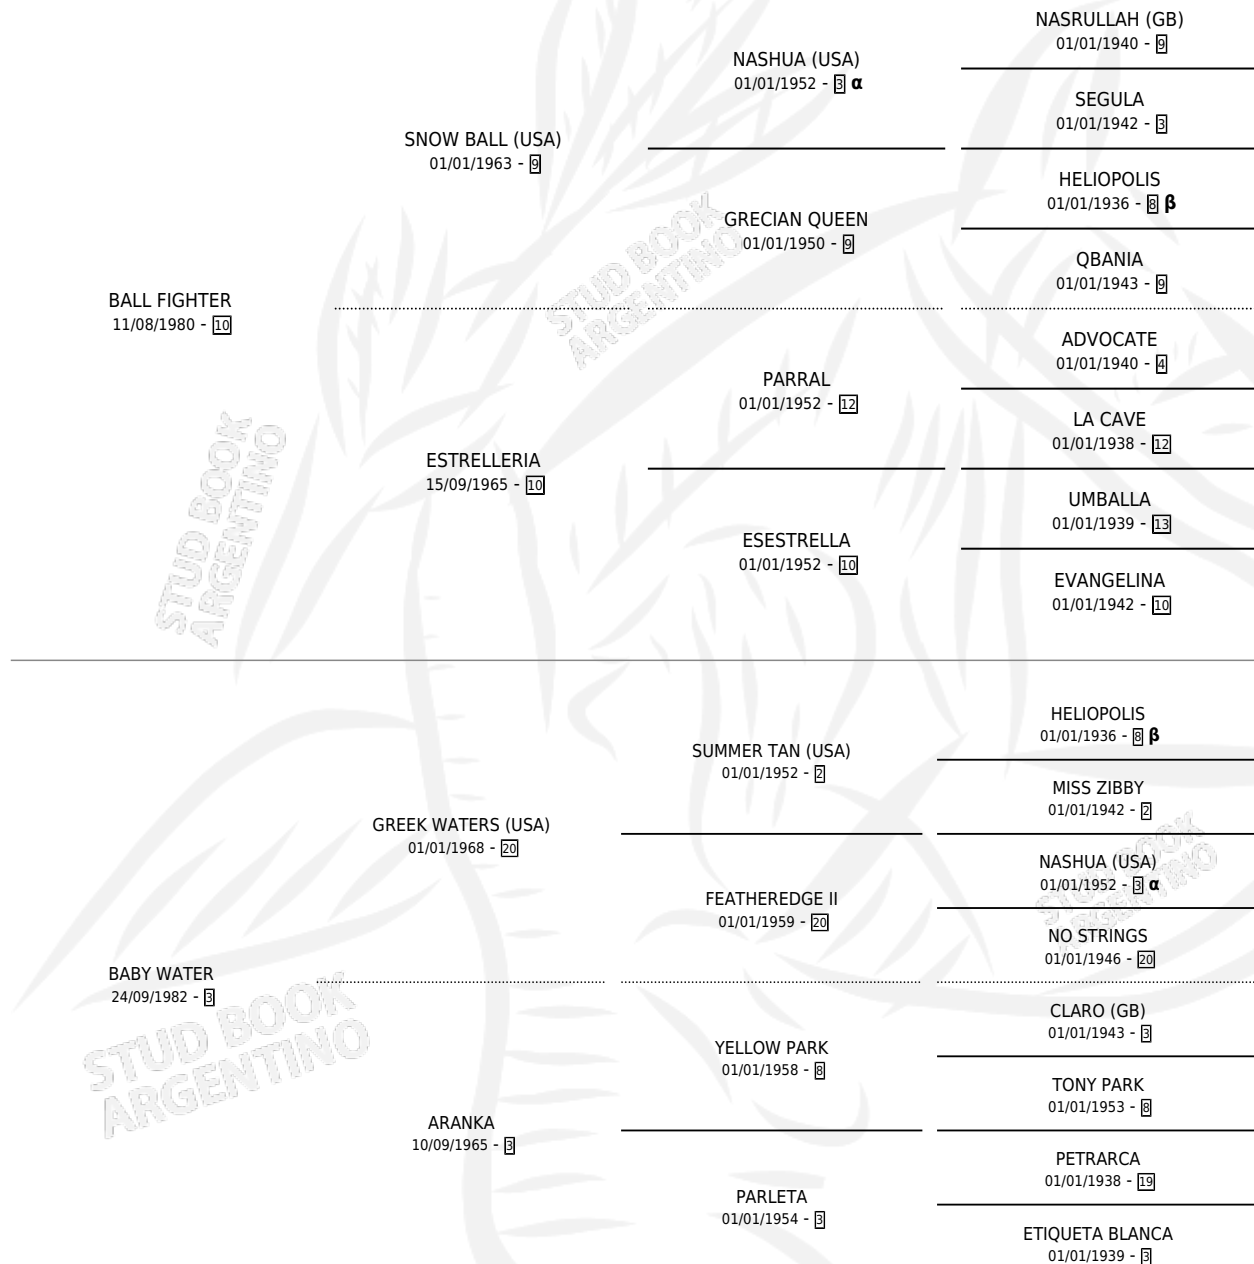 NASRULLAH (GB)
01/01/1940 - 9
NASHUA (USA)
01/01/1952 - 3 α
SEGULA
01/01/1942 - 3
SNOW BALL (USA)
01/01/1963 - 9
HELIOPOLIS
01/01/1936 - 8 β
GRECIAN QUEEN
01/01/1950 - 9
QBANIA
01/01/1943 - 9
STUD BOOK
ARGENTINO
BALL FIGHTER
11/08/1980 - 10
ADVOCATE
01/01/1940 - 4
PARRAL
01/01/1952 - 12
LA CAVE
01/01/1938 - 12
ESTRELLERIA
15/09/1965 - 10
UMBALLA
01/01/1939 - 13
ESESTRELLA
01/01/1952 - 10
EVANGELINA
01/01/1942 - 10
STUD BOOK
ARGENTINO
HELIOPOLIS
01/01/1936 - 8 β
SUMMER TAN (USA)
01/01/1952 - 2
MISS ZIBBY
01/01/1942 - 2
GREEK WATERS (USA)
01/01/1968 - 20
NASHUA (USA)
01/01/1952 - 3 α
FEATHEREDGE II
01/01/1959 - 20
NO STRINGS
01/01/1946 - 20
STUD BOOK
ARGENTINO
BABY WATER
24/09/1982 - 3
CLARO (GB)
01/01/1943 - 3
YELLOW PARK
01/01/1958 - 8
TONY PARK
01/01/1953 - 8
ARANKA
10/09/1965 - 3
PETRARCA
01/01/1938 - 19
PARLETA
01/01/1954 - 3
ETIQUETA BLANCA
01/01/1939 - 3
STUD BOOK
ARGENTINO